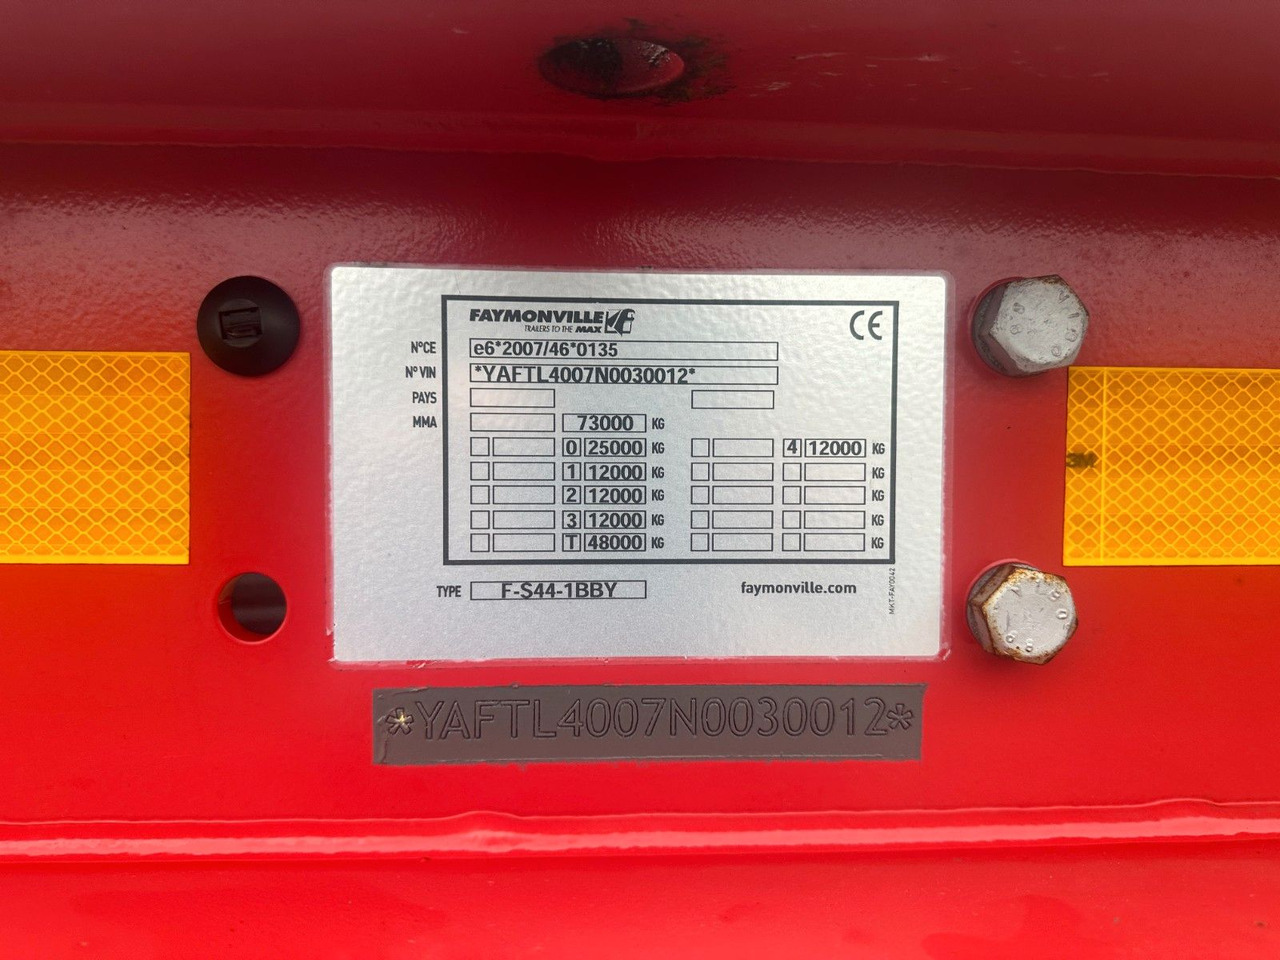 FAYMONVILLE
TRAILERS TO THE MAX
CE
N°CE e6*2007/46*0135
N° VIN *YAFTL4007N0030012*
PAYS
MMA 73000 KG
0 25000 KG 4 12000 KG
1 12000 KG KG
2 12000 KG KG
3 12000 KG KG
T 48000 KG KG
TYPE F-S44-1BBY faymonville.com
MKT-FAY0042
*YAFTL4007N0030012*